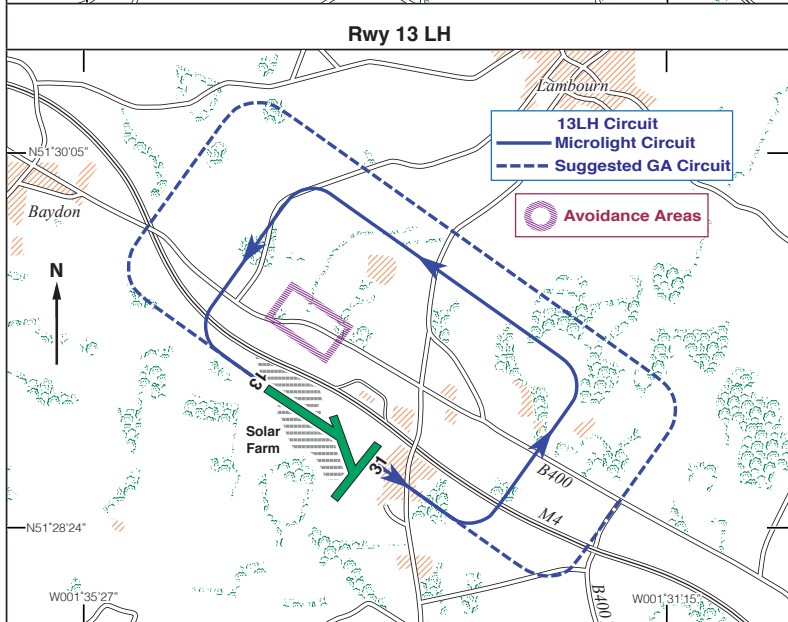 Rwy 13 LH
Lambourn
13LH Circuit
Microlight Circuit
Suggested GA Circuit
N51°30'05"
Avoidance Areas
Baydon
N
13
Solar
Farm
31
B400
M4
N51°28'24"
W001°35'27"
B400
W001°31'15"